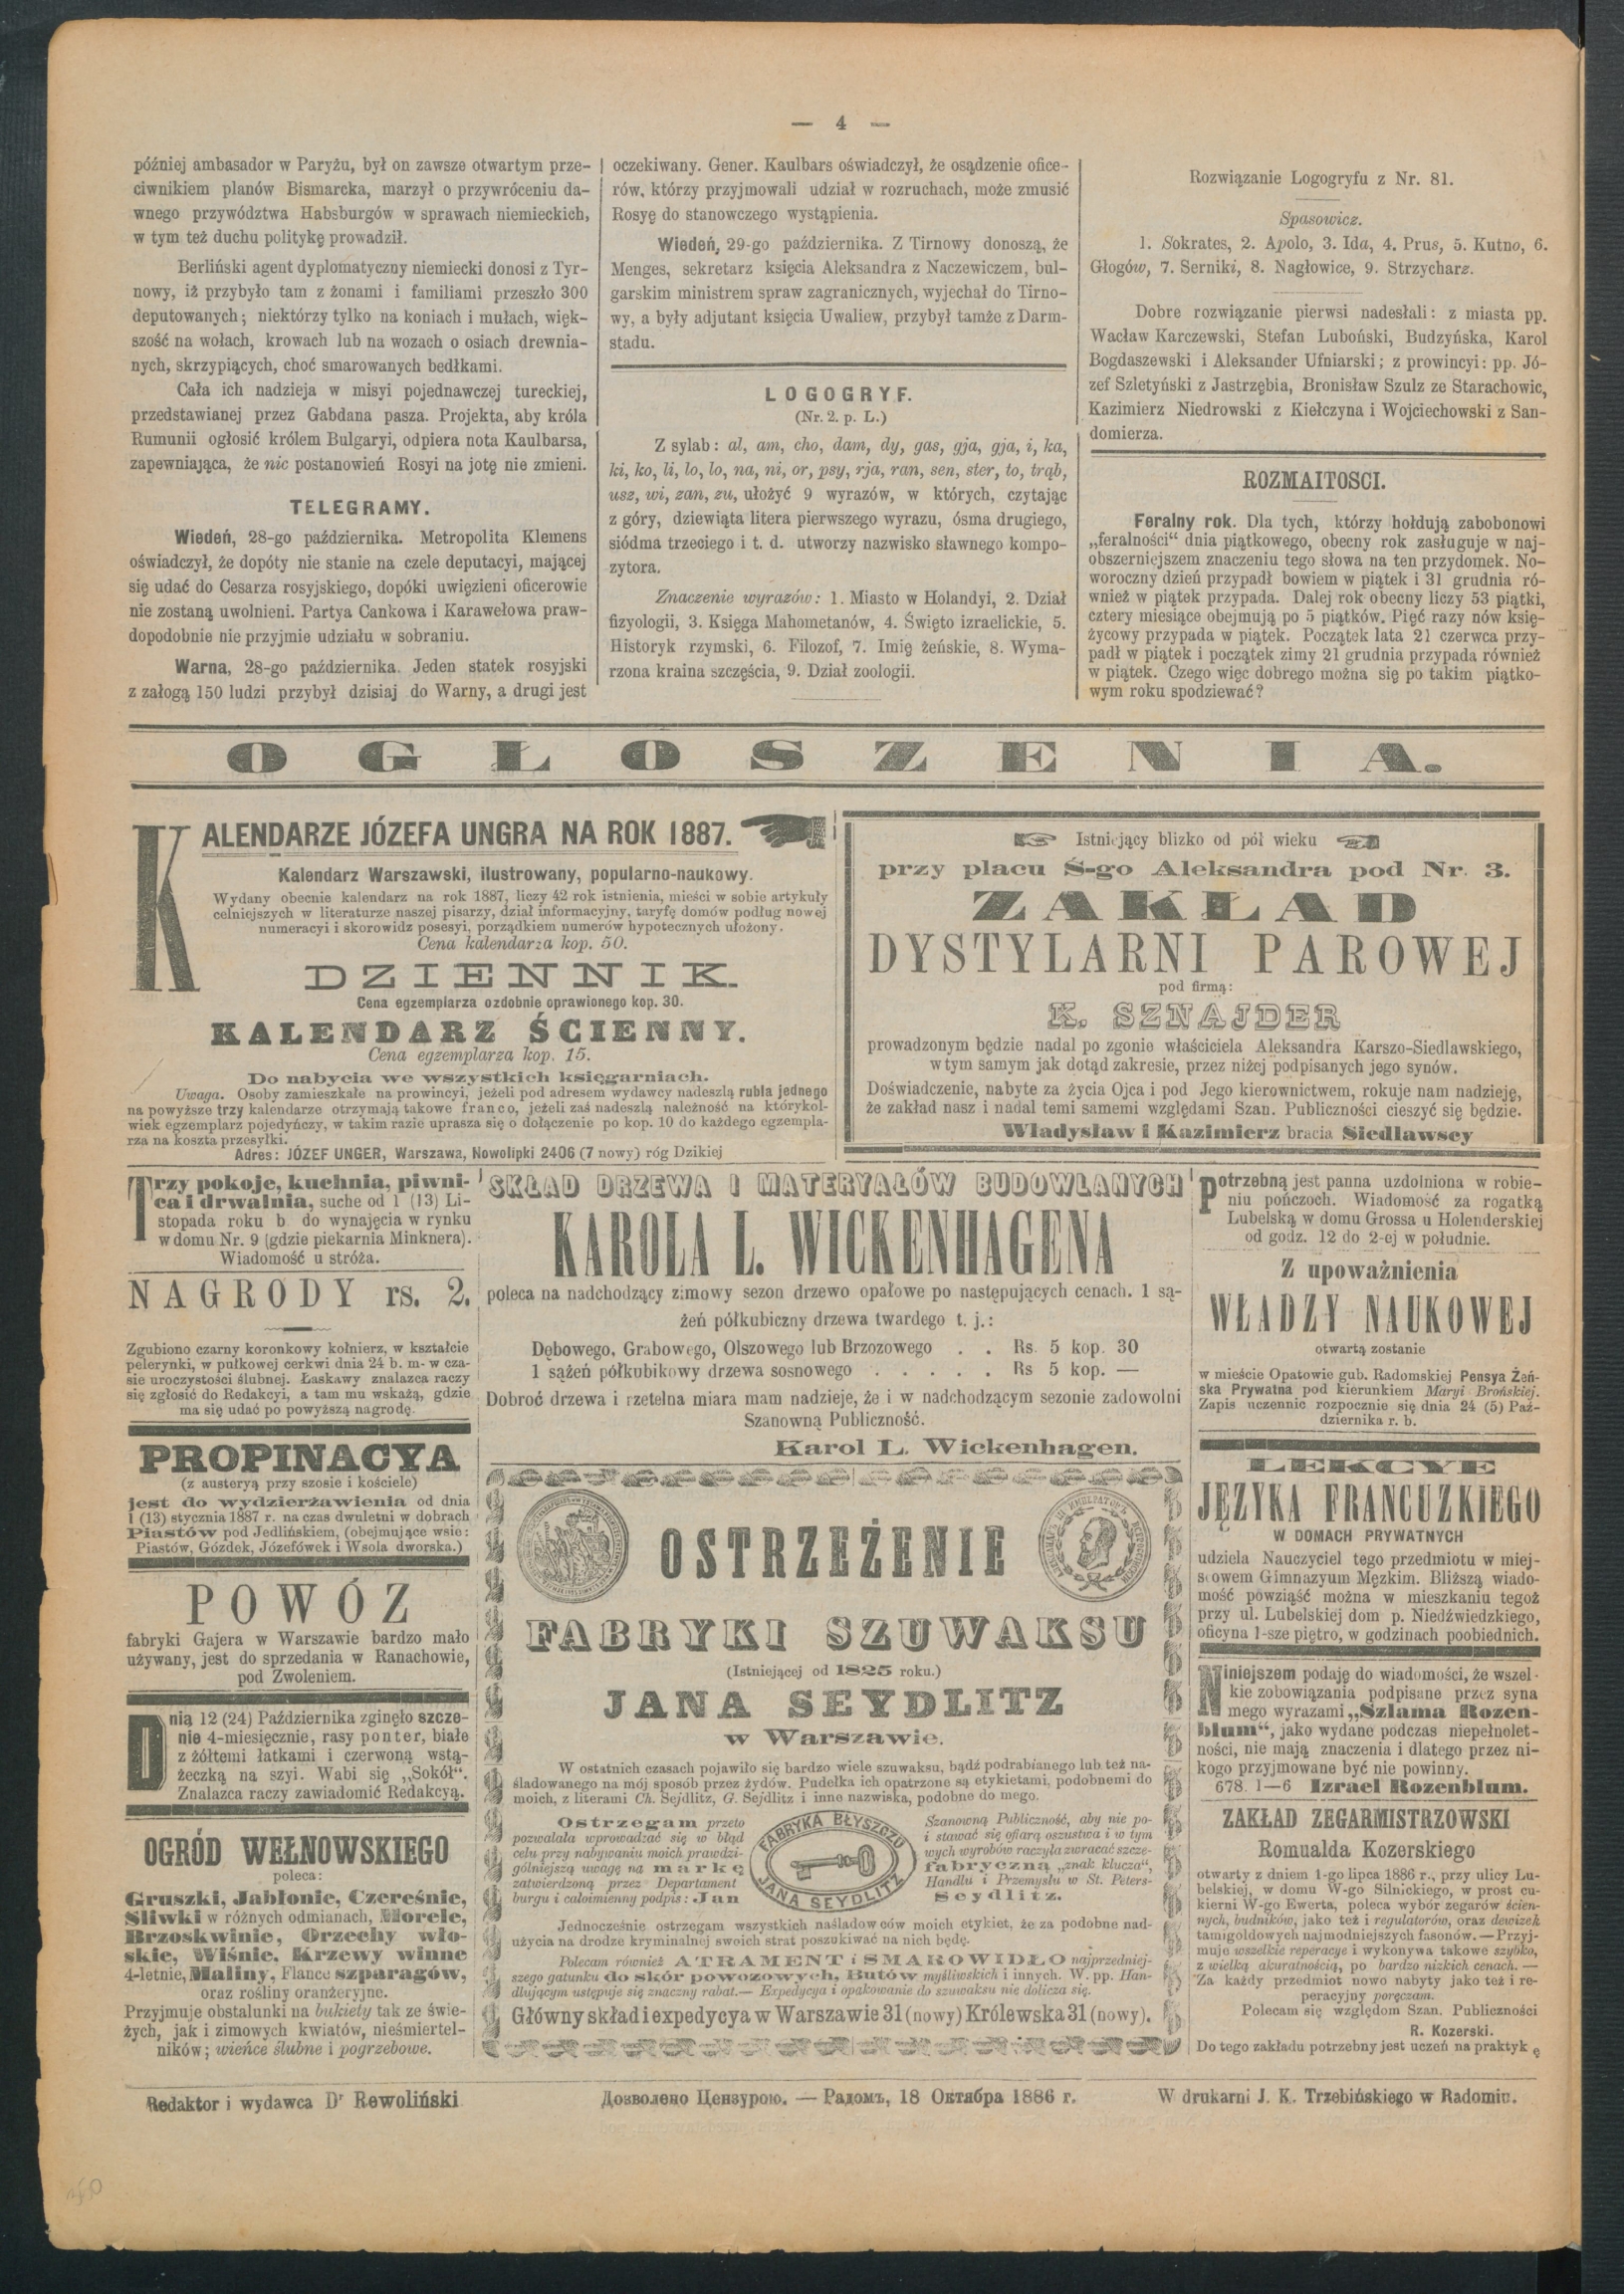 — 4 —
później ambasador w Paryżu, był on zawsze otwartym prze-
ciwnikiem planów Bismarcka, marzył o przywróceniu da-
wnego przywództwa Habsburgów w sprawach niemieckich,
w tym też duchu politykę prowadził.
Berliński agent dyplomatyczny niemiecki donosi z Tyr-
nowy, iż przybyło tam z żonami i familiami przeszło 300
deputowanych; niektórzy tylko na koniach i mułach, więk-
szość na wołach, krowach lub na wozach o osiach drewnia-
nych, skrzypiących, choć smarowanych bedłkami.
Cała ich nadzieja w misyi pojednawczej tureckiej,
przedstawianej przez Gabdana pasza. Projekta, aby króla
Rumunii ogłosić królem Bulgaryi, odpiera nota Kaulbarsa,
zapewniająca, że nic postanowień Rosyi na jotę nie zmieni.
TELEGRAMY.
Wiedeń, 28-go października. Metropolita Klemens
oświadczył, że dopóty nie stanie na czele deputacyi, mającej
się udać do Cesarza rosyjskiego, dopóki uwięzieni oficerowie
nie zostaną uwolnieni. Partya Cankowa i Karawełowa praw-
dopodobnie nie przyjmie udziału w sobraniu.
Warna, 28-go października. Jeden statek rosyjski
z załogą 150 ludzi przybył dzisiaj do Warny, a drugi jest
oczekiwany. Gener. Kaulbars oświadczył, że osądzenie ofice-
rów, którzy przyjmowali udział w rozruchach, może zmusić
Rosyę do stanowczego wystąpienia.
Wiedeń, 29-go października. Z Tirnowy donoszą, że
Menges, sekretarz księcia Aleksandra z Naczewiczem, bul-
garskim ministrem spraw zagranicznych, wyjechał do Tirno-
wy, a były adjutant księcia Uwaliew, przybył tamże z Darm-
stadu.
LOGOGRYF.
(Nr. 2. p. L.)
Z sylab: al, am, cho, dam, dy, gas, gja, gja, i, ka,
ki, ko, li, lo, lo, na, ni, or, psy, rja, ran, sen, ster, to, trąb,
usz, wi, zan, zu, ułożyć 9 wyrazów, w których, czytając
z góry, dziewiąta litera pierwszego wyrazu, ósma drugiego,
siódma trzeciego i t. d. utworzy nazwisko sławnego kompo-
zytora.
Znaczenie wyrazów: 1. Miasto w Holandyi, 2. Dział
fizyologii, 3. Księga Mahometanów, 4. Święto izraelickie, 5.
Historyk rzymski, 6. Filozof, 7. Imię żeńskie, 8. Wyma-
rzona kraina szczęścia, 9. Dział zoologii.
Rozwiązanie Logogryfu z Nr. 81.
Spasowicz.
1. Sokrates, 2. Apolo, 3. Ida, 4. Prus, 5. Kutno, 6.
Głogów, 7. Serniki, 8. Nagłowice, 9. Strzycharz.
Dobre rozwiązanie pierwsi nadesłali: z miasta pp.
Wacław Karczewski, Stefan Luboński, Budzyńska, Karol
Bogdaszewski i Aleksander Ufniarski; z prowincyi: pp. Jó-
zef Szletyński z Jastrzębia, Bronisław Szulz ze Starachowic,
Kazimierz Niedrowski z Kiełczyna i Wojciechowski z San-
domierza.
ROZMAITOSCI.
Feralny rok. Dla tych, którzy hołdują zabobonowi
„feralności“ dnia piątkowego, obecny rok zasługuje w naj-
obszerniejszem znaczeniu tego słowa na ten przydomek. No-
woroczny dzień przypadł bowiem w piątek i 31 grudnia ró-
wnież w piątek przypada. Dalej rok obecny liczy 53 piątki,
cztery miesiące obejmują po 5 piątków. Pięć razy nów księ-
życowy przypada w piątek. Początek lata 21 czerwca przy-
padł w piątek i początek zimy 21 grudnia przypada również
w piątek. Czego więc dobrego można się po takim piątko-
wym roku spodziewać?
OGŁOSZENIA.
KALENDARZE JÓZEFA UNGRA NA ROK 1887.
Kalendarz Warszawski, ilustrowany, popularno-naukowy.
Wydany obecnie kalendarz na rok 1887, liczy 42 rok istnienia, mieści w sobie artykuły
celniejszych w literaturze naszej pisarzy, dział informacyjny, taryfę domów podług nowej
numeracyi i skorowidz posesyi, porządkiem numerów hypotecznych ułożony.
Cena kalendarza kop. 50.
DZIENNIK.
Cena egzemplarza ozdobnie oprawionego kop. 30.
KALENDARZ ŚCIENNY.
Cena egzemplarza kop. 15.
Do nabycia we wszystkich księgarniach.
Uwaga. Osoby zamieszkałe na prowincyi, jeżeli pod adresem wydawcy nadeszlą rubla jednego
na powyższe trzy kalendarze otrzymają takowe franco, jeżeli zaś nadeszlą należność na którykol-
wiek egzemplarz pojedyńczy, w takim razie uprasza się o dołączenie po kop. 10 do każdego egzempla-
rza na koszta przesyłki.
Adres: JÓZEF UNGER, Warszawa, Nowolipki 2406 (7 nowy) róg Dzikiej
Istniejący blizko od pół wieku
przy placu Ś-go Aleksandra pod Nr. 3.
ZAKŁAD
DYSTYLARNI PAROWEJ
pod firmą:
K. SZNAJDER
prowadzonym będzie nadal po zgonie właściciela Aleksandra Karszo-Siedlawskiego,
w tym samym jak dotąd zakresie, przez niżej podpisanych jego synów.
Doświadczenie, nabyte za życia Ojca i pod Jego kierownictwem, rokuje nam nadzieję,
że zakład nasz i nadal temi samemi względami Szan. Publiczności cieszyć się będzie.
Władysław i Kazimierz bracia Siedlawscy
Trzy pokoje, kuchnia, piwni-
ca i drwalnia, suche od 1 (13) Li-
stopada roku b. do wynajęcia w rynku
w domu Nr. 9 (gdzie piekarnia Minknera).
Wiadomość u stróża.
NAGRODY rs. 2.
Zgubiono czarny koronkowy kołnierz, w kształcie
pelerynki, w pułkowej cerkwi dnia 24 b. m. w cza-
sie uroczystości ślubnej. Łaskawy znalazca raczy
się zgłosić do Redakcyi, a tam mu wskażą, gdzie
ma się udać po powyższą nagrodę.
PROPINACYA
(z austeryą przy szosie i kościele)
jest do wydzierżawienia od dnia
1 (13) stycznia 1887 r. na czas dwuletni w dobrach
Piastów pod Jedlińskiem, (obejmujące wsie:
Piastów, Gózdek, Józefówek i Wsola dworska.)
POWÓZ
fabryki Gajera w Warszawie bardzo mało
używany, jest do sprzedania w Ranachowie,
pod Zwoleniem.
Dnia 12 (24) Października zginęło szcze-
nie 4-miesięcznie, rasy ponter, białe
z żółtemi łatkami i czerwoną wstą-
żeczką na szyi. Wabi się „Sokół“.
Znalazca raczy zawiadomić Redakcyą.
OGRÓD WEŁNOWSKIEGO
poleca:
Gruszki, Jabłonie, Czereśnie,
Śliwki w różnych odmianach, Morele,
Brzoskwinie, Orzechy wło-
skie, Wiśnie, Krzewy winne
4-letnie, Maliny, Flance szparagów,
oraz rośliny oranżeryjne.
Przyjmuje obstalunki na bukiety tak ze świe-
żych, jak i zimowych kwiatów, nieśmiertel-
ników; wieńce ślubne i pogrzebowe.
SKŁAD DRZEWA I MATERYAŁÓW BUDOWLANYCH
KAROLA L. WICKENHAGENA
poleca na nadchodzący zimowy sezon drzewo opałowe po następujących cenach. 1 są-
żeń półkubiczny drzewa twardego t. j.:
Dębowego, Grabowego, Olszowego lub Brzozowego . . Rs. 5 kop. 30
1 sążeń półkubikowy drzewa sosnowego . . . . . Rs 5 kop. —
Dobroć drzewa i rzetelna miara mam nadzieje, że i w nadchodzącym sezonie zadowolni
Szanowną Publiczność.
Karol L. Wickenhagen.
OSTRZEŻENIE
FABRYKI SZUWAKSU
(Istniejącej od 1825 roku.)
JANA SEYDLITZ
w Warszawie.
W ostatnich czasach pojawiło się bardzo wiele szuwaksu, bądź podrabianego lub też na-
śladowanego na mój sposób przez żydów. Pudełka ich opatrzone są etykietami, podobnemi do
moich, z literami Ch. Sejdlitz, G. Sejdlitz i inne nazwiska, podobne do mego.
Ostrzegam przeto
pozwalała wprowadzać się w błąd
celu przy nabywaniu moich prawdzi-
gólniejszą uwagę na markę
zatwierdzoną przez Departament
burgu i całoimienny podpis: Jan
FABRYKA BŁYSZCZU
JANA SEYDLITZ
Szanowną Publiczność, aby nie po-
i stawać się ofiarą oszustwa i w tym
wych wyrobów raczyła zwracać szcze-
fabryczną „znak klucza“,
Handlu i Przemysłu w St. Peters-
Seydlitz.
Jednocześnie ostrzegam wszystkich naśladowców moich etykiet, że za podobne nad-
użycia na drodze kryminalnej swoich strat poszukiwać na nich będę.
Polecam również ATRAMENT i SMAROWIDŁO najprzedniej-
szego gatunku do skór powozowych, Butów myśliwskich i innych. W. pp. Han-
dlującym ustępuje się znaczny rabat.— Expedycya i opakowanie do szuwaksu nie dolicza się.
Główny skład i expedycya w Warszawie 31 (nowy) Królewska 31 (nowy).
Potrzebną jest panna uzdolniona w robie-
niu pończoch. Wiadomość za rogatką
Lubelską w domu Grossa u Holenderskiej
od godz. 12 do 2-ej w południe.
Z upoważnienia
WŁADZY NAUKOWEJ
otwartą zostanie
w mieście Opatowie gub. Radomskiej Pensya Żeń-
ska Prywatna pod kierunkiem Maryi Brońskiej.
Zapis uczennic rozpocznie się dnia 24 (5) Paź-
dziernika r. b.
LEKCYE
JĘZYKA FRANCUZKIEGO
W DOMACH PRYWATNYCH
udziela Nauczyciel tego przedmiotu w miej-
scowem Gimnazyum Męzkim. Bliższą wiado-
mość powziąść można w mieszkaniu tegoż
przy ul. Lubelskiej dom p. Niedźwiedzkiego,
oficyna 1-sze piętro, w godzinach poobiednich.
Niniejszem podaję do wiadomości, że wszel-
kie zobowiązania podpisane przez syna
mego wyrazami „Szlama Rozen-
blum“, jako wydane podczas niepełnolet-
ności, nie mają znaczenia i dlatego przez ni-
kogo przyjmowane być nie powinny.
678. 1—6 Izrael Rozenblum.
ZAKŁAD ZEGARMISTRZOWSKI
Romualda Kozerskiego
otwarty z dniem 1-go lipca 1886 r., przy ulicy Lu-
belskiej, w domu W-go Silnickiego, w prost cu-
kierni W-go Ewerta, poleca wybór zegarów ścien-
nych, budników, jako też i regulatorów, oraz dewizek
tamigoldowych najmodniejszych fasonów. — Przyj-
muje wszelkie reperacye i wykonywa takowe szybko,
z wielką akuratnością, po bardzo nizkich cenach. —
Za każdy przedmiot nowo nabyty jako też i re-
peracyjny poręczam.
Polecam się względom Szan. Publiczności
R. Kozerski.
Do tego zakładu potrzebny jest uczeń na praktykę
Redaktor i wydawca Dr Rewoliński
Дозволено Цензурою. — Радомъ, 18 Октября 1886 г.
W drukarni J. K. Trzebińskiego w Radomiu.